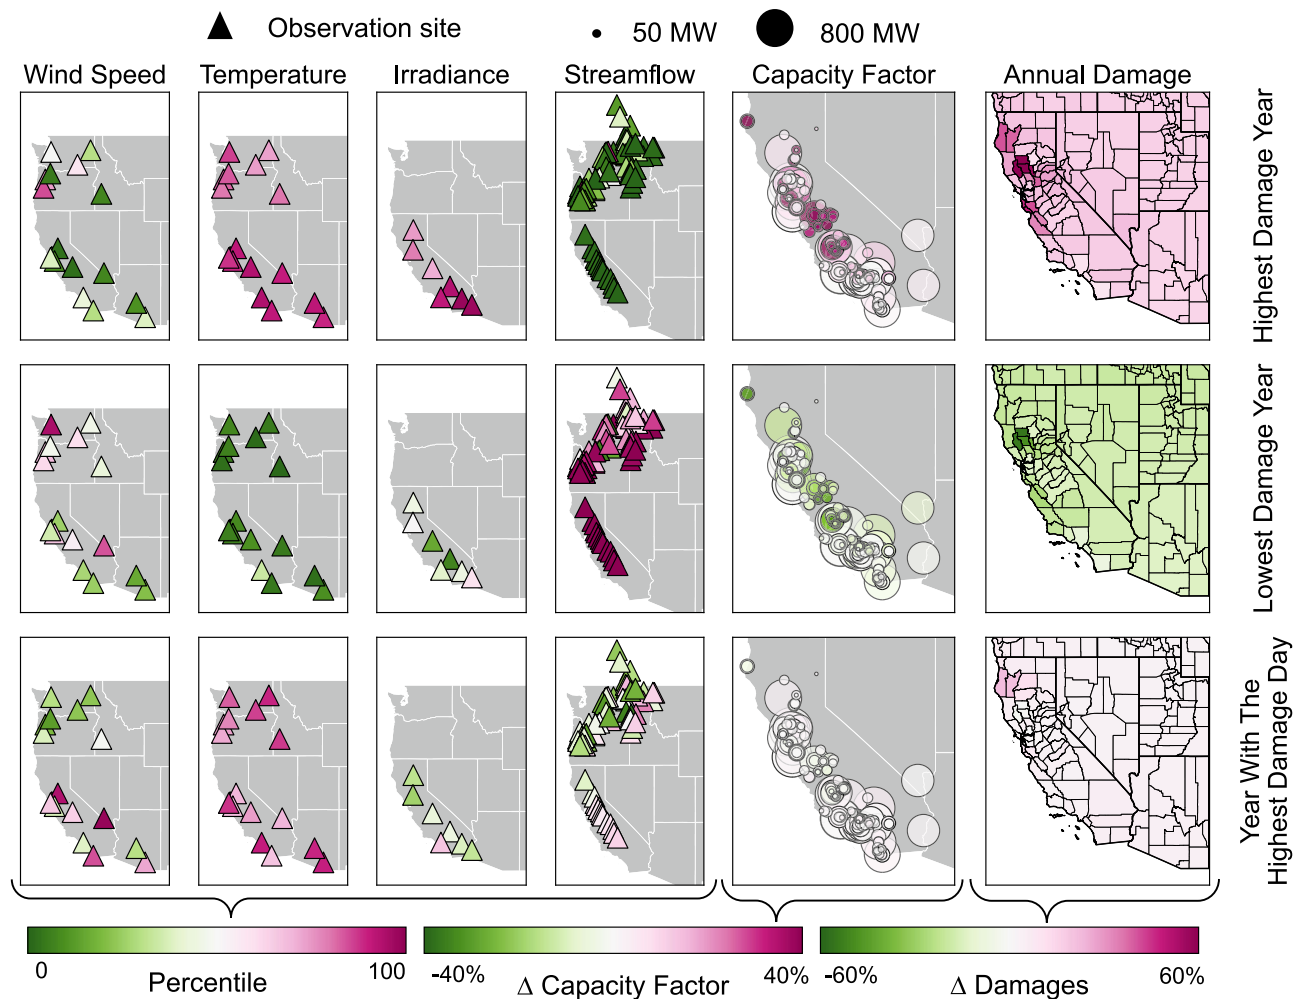 Observation site
50 MW
800 MW
Wind Speed
Temperature
Irradiance
Streamflow
Capacity Factor
Annual Damage
Highest Damage Year
Lowest Damage Year
Year With The
Highest Damage Day
0
100
Percentile
-40%
40%
Δ Capacity Factor
-60%
60%
Δ Damages